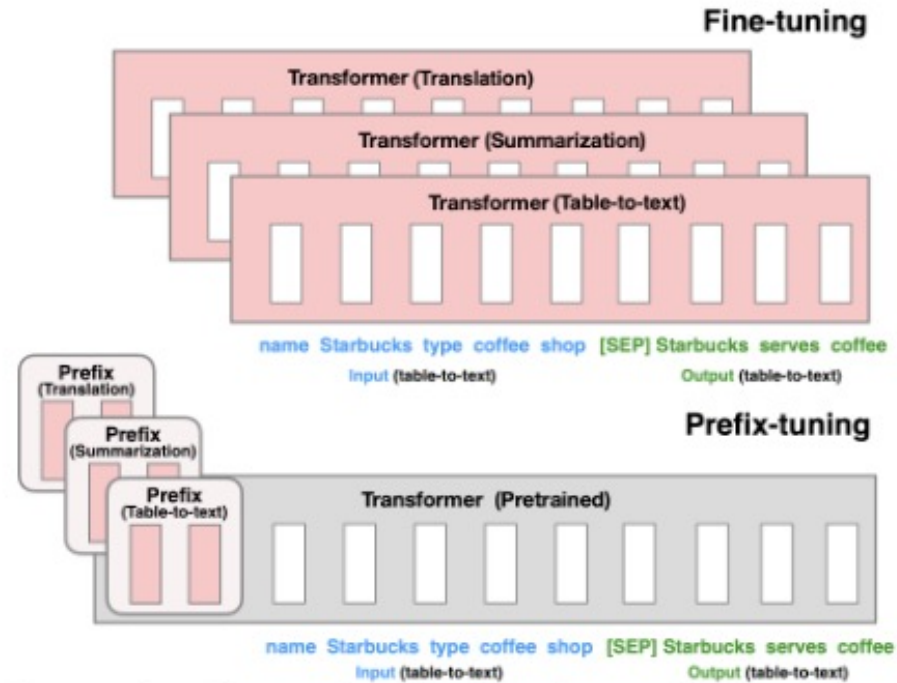 Fine-tuning
Transformer (Translation)
Transformer (Summarization)
Transformer (Table-to-text)
name Starbucks type coffee shop [SEP] Starbucks serves coffee
Input (table-to-text) Output (table-to-text)
Prefix
(Translation)
Prefix-tuning
Prefix
(Summarization)
Prefix
(Table-to-text)
Transformer (Pretrained)
name Starbucks type coffee shop [SEP] Starbucks serves coffee
Input (table-to-text) Output (table-to-text)